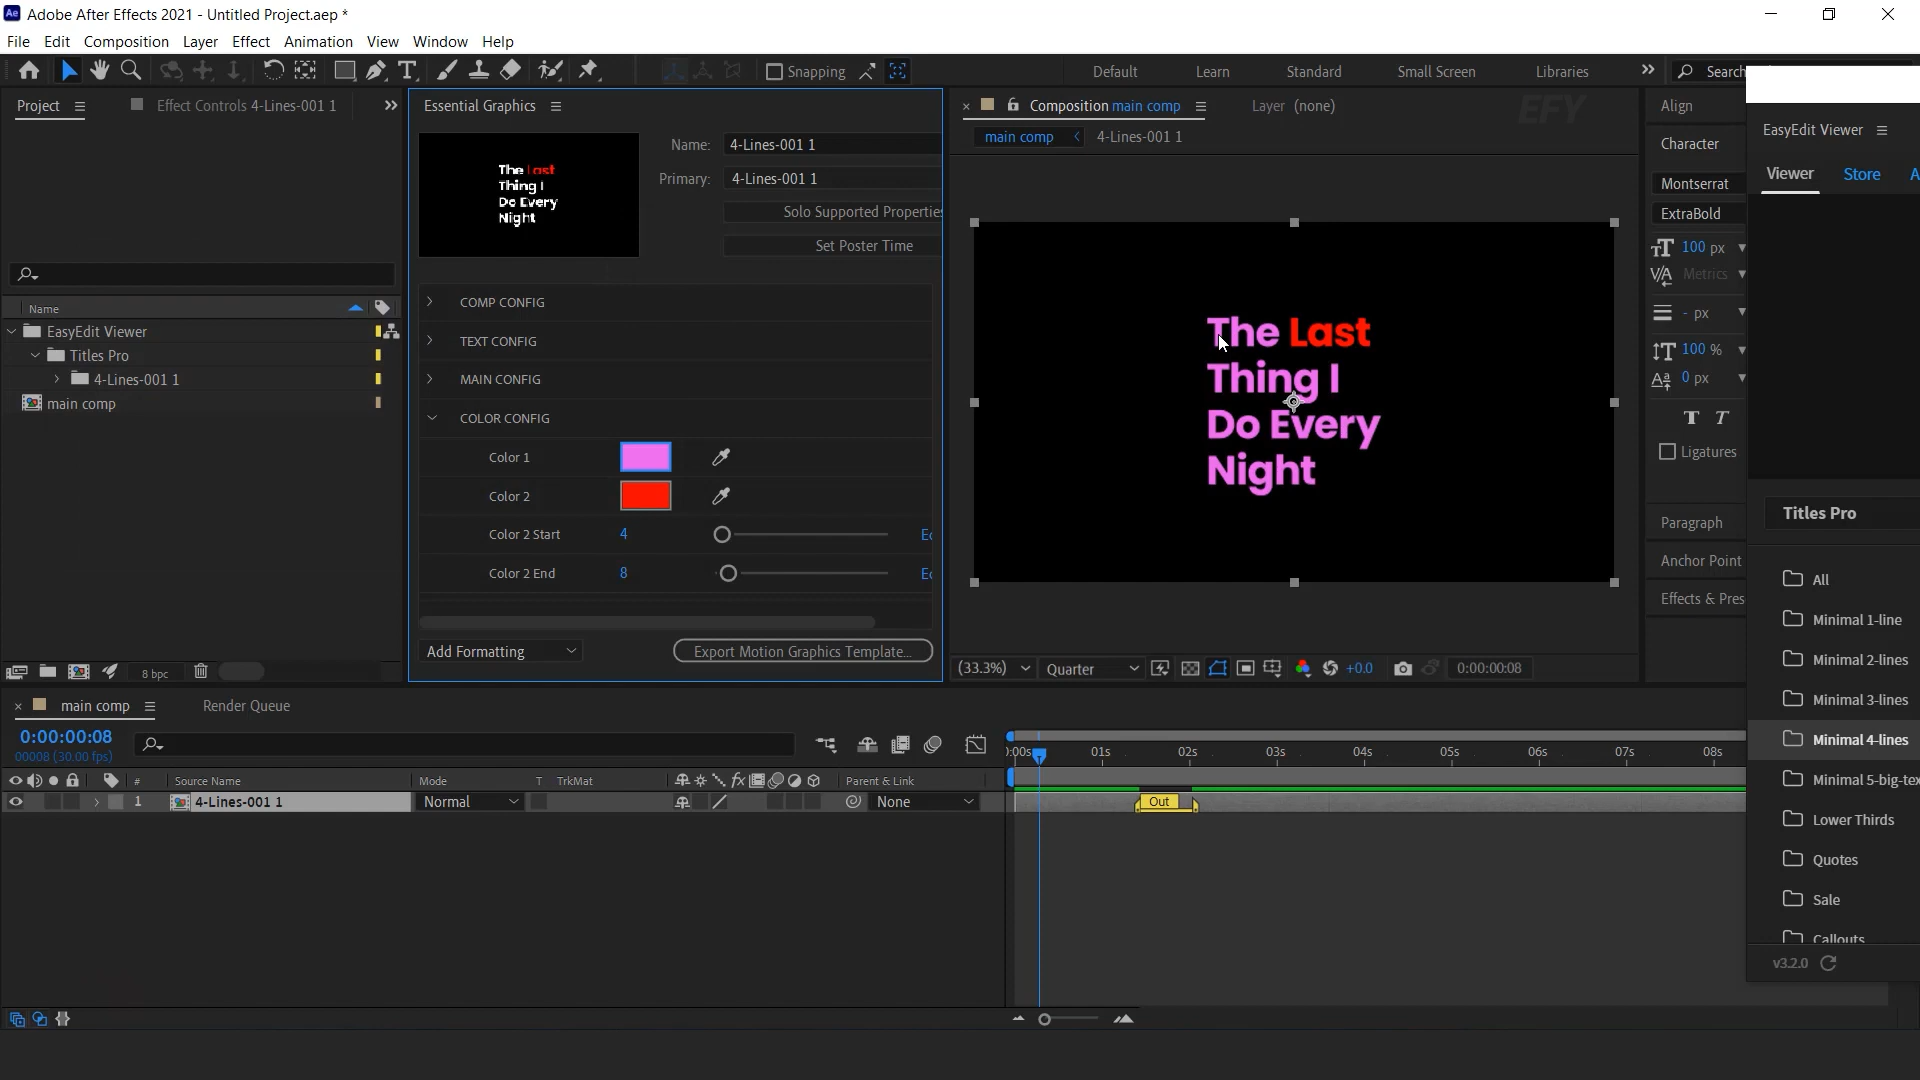 Ae Adobe After Effects 2021 - Untitled Project.aep *
File Edit Composition Layer Effect Animation View Window Help
Snapping
Default Learn Standard Small Screen Libraries
Search
Project
Effect Controls 4-Lines-001 1
Name
EasyEdit Viewer
Titles Pro
4-Lines-001 1
main comp
8 bpc
Essential Graphics
The Last
Thing I
Do Every
Night
Name: 4-Lines-001 1
Primary: 4-Lines-001 1
Solo Supported Properties
Set Poster Time
COMP CONFIG
TEXT CONFIG
MAIN CONFIG
COLOR CONFIG
Color 1
Color 2
Color 2 Start 4
Color 2 End 8
Add Formatting
Export Motion Graphics Template...
Composition main comp
Layer (none)
EFY
main comp 4-Lines-001 1
The Last
Thing I
Do Every
Night
(33.3%) Quarter +0.0 0:00:00:08
Align
Character
Montserrat
ExtraBold
100 px
Metrics
- px
100 %
0 px
T T
Ligatures
Paragraph
Anchor Point
Effects & Pres
EasyEdit Viewer
Viewer Store A
Titles Pro
All
Minimal 1-line
Minimal 2-lines
Minimal 3-lines
Minimal 4-lines
Minimal 5-big-tex
Lower Thirds
Quotes
Sale
Callouts
v3.2.0
main comp
Render Queue
0:00:00:08
00008 (30.00 fps)
# Source Name Mode T TrkMat Parent & Link
1 4-Lines-001 1 Normal None
):00s 01s 02s 03s 04s 05s 06s 07s 08s
Out